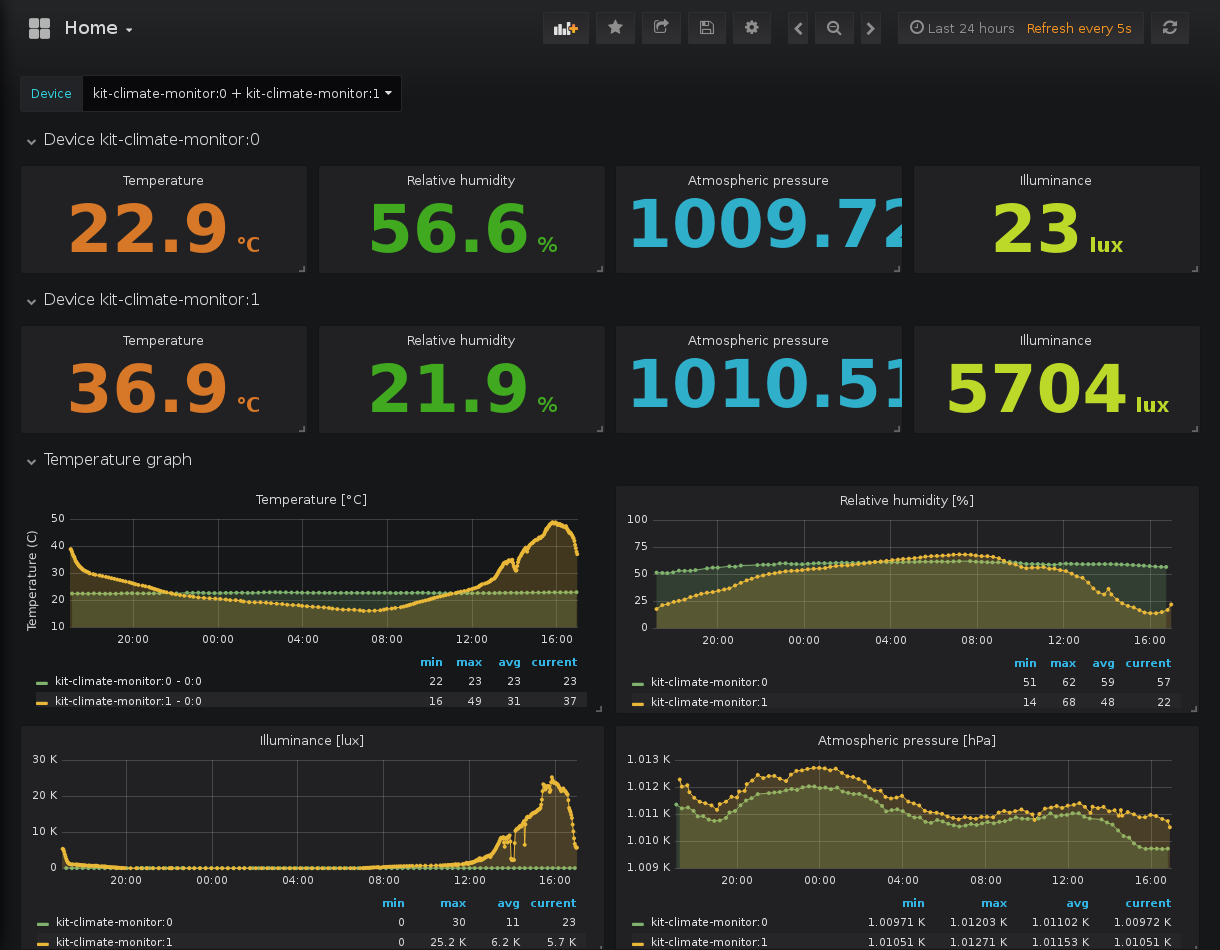 Home
Last 24 hours Refresh every 5s
Device kit-climate-monitor:0 + kit-climate-monitor:1
Device kit-climate-monitor:0
Temperature Relative humidity Atmospheric pressure Illuminance
22.9 °C 56.6 % 1009.72 23 lux
Device kit-climate-monitor:1
Temperature Relative humidity Atmospheric pressure Illuminance
36.9 °C 21.9 % 1010.51 5704 lux
Temperature graph
Temperature [°C]
Temperature (C)
50
40
30
20
10
20:00 00:00 04:00 08:00 12:00 16:00
min max avg current
kit-climate-monitor:0 - 0:0 22 23 23 23
kit-climate-monitor:1 - 0:0 16 49 31 37
Relative humidity [%]
100
75
50
25
0
20:00 00:00 04:00 08:00 12:00 16:00
min max avg current
kit-climate-monitor:0 51 62 59 57
kit-climate-monitor:1 14 68 48 22
Illuminance [lux]
30 K
20 K
10 K
0
20:00 00:00 04:00 08:00 12:00 16:00
min max avg current
kit-climate-monitor:0 0 30 11 23
kit-climate-monitor:1 0 25.2 K 6.2 K 5.7 K
Atmospheric pressure [hPa]
1.013 K
1.012 K
1.011 K
1.010 K
1.009 K
20:00 00:00 04:00 08:00 12:00 16:00
min max avg current
kit-climate-monitor:0 1.00971 K 1.01203 K 1.01102 K 1.00972 K
kit-climate-monitor:1 1.01051 K 1.01271 K 1.01153 K 1.01051 K